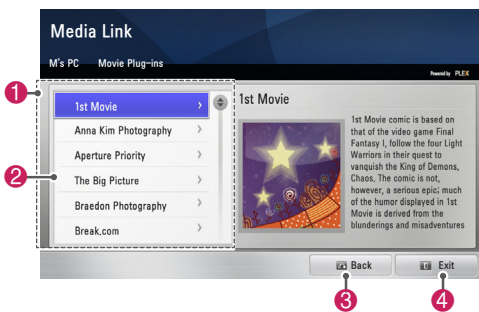 Media Link
M's PC Movie Plug-ins
Powered by PLEX
1
1st Movie
Anna Kim Photography
Aperture Priority
2
The Big Picture
Braedon Photography
Break.com
1st Movie
1st Movie comic is based on
that of the video game Final
Fantasy I, follow the four Light
Warriors in their quest to
vanquish the King of Demons,
Chaos. The comic is not,
however, a serious epic; much
of the humor displayed in 1st
Movie is derived from the
blunderings and misadventures
Back
Exit
3
4